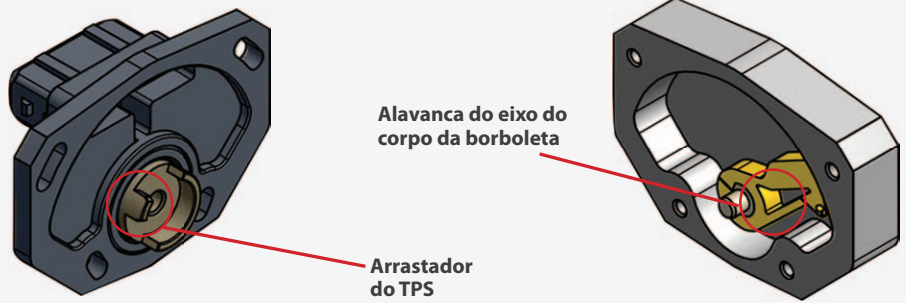 Alavanca do eixo do
corpo da borboleta
Arrastador
do TPS